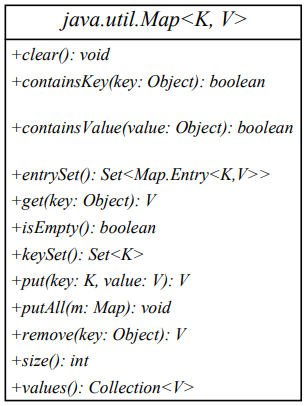 java.util.Map<K, V>
+clear(): void
+containsKey(key: Object): boolean
+containsValue(value: Object): boolean
+entrySet(): Set<Map.Entry<K,V>>
+get(key: Object): V
+isEmpty(): boolean
+keySet(): Set<K>
+put(key: K, value: V): V
+putAll(m: Map): void
+remove(key: Object): V
+size(): int
+values(): Collection<V>